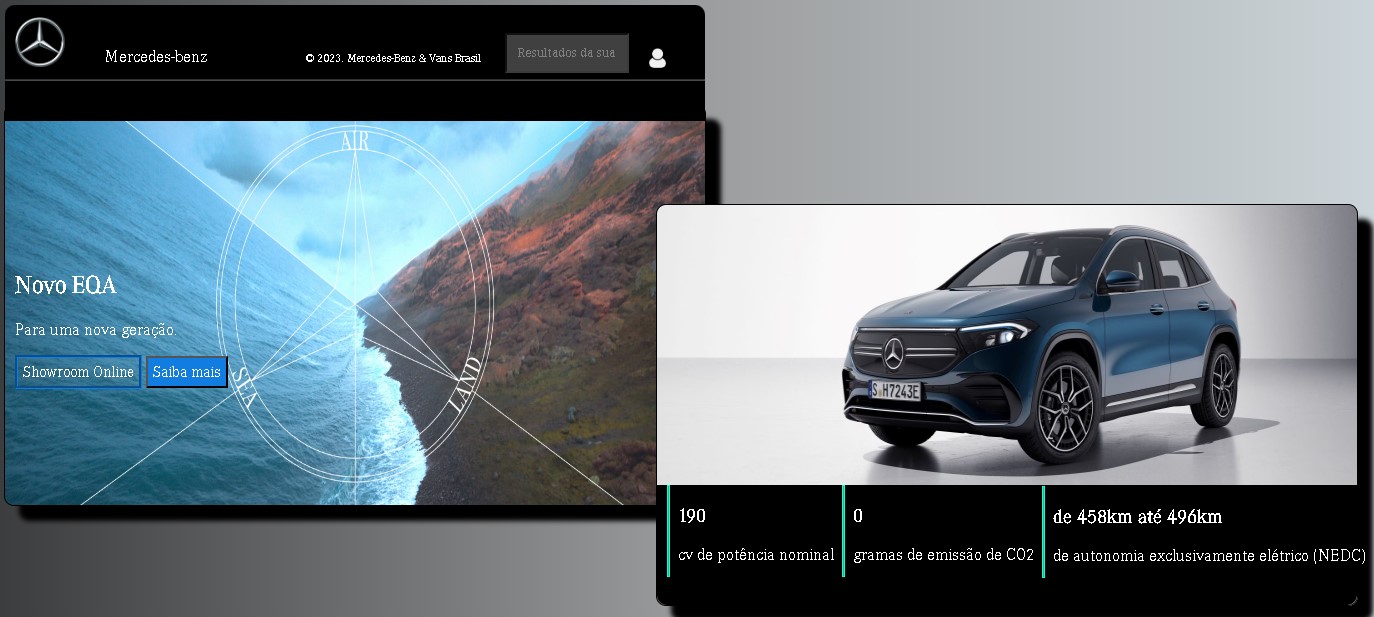 Mercedes-benz
© 2023. Mercedes-Benz & Vans Brasil
Resultados da sua
AIR
SEA
LAND
Novo EQA
Para uma nova geração.
Showroom Online
Saiba mais
S H7243E
190
cv de potência nominal
0
gramas de emissão de CO2
de 458km até 496km
de autonomia exclusivamente elétrico (NEDC)